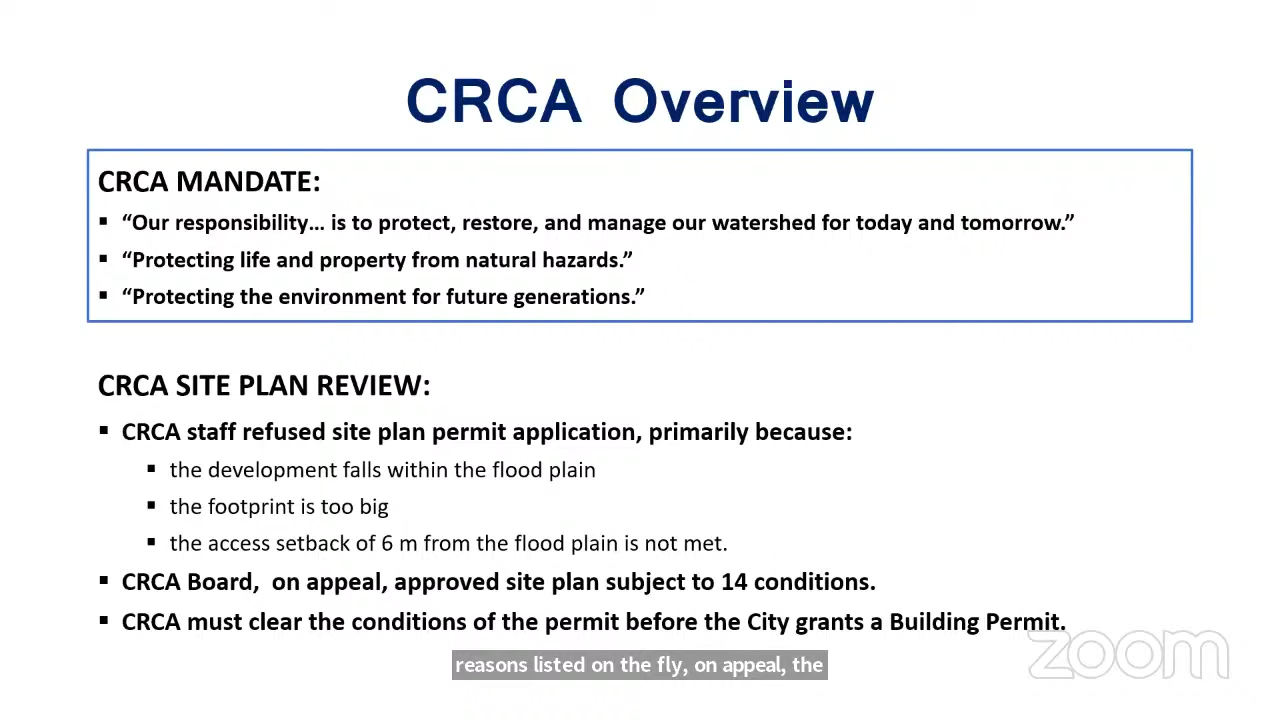 CRCA Overview
CRCA MANDATE:
▪ “Our responsibility… is to protect, restore, and manage our watershed for today and tomorrow.”
▪ “Protecting life and property from natural hazards.”
▪ “Protecting the environment for future generations.”
CRCA SITE PLAN REVIEW:
▪ CRCA staff refused site plan permit application, primarily because:
▪ the development falls within the flood plain
▪ the footprint is too big
▪ the access setback of 6 m from the flood plain is not met.
▪ CRCA Board, on appeal, approved site plan subject to 14 conditions.
▪ CRCA must clear the conditions of the permit before the City grants a Building Permit.
zoom
reasons listed on the fly, on appeal, the